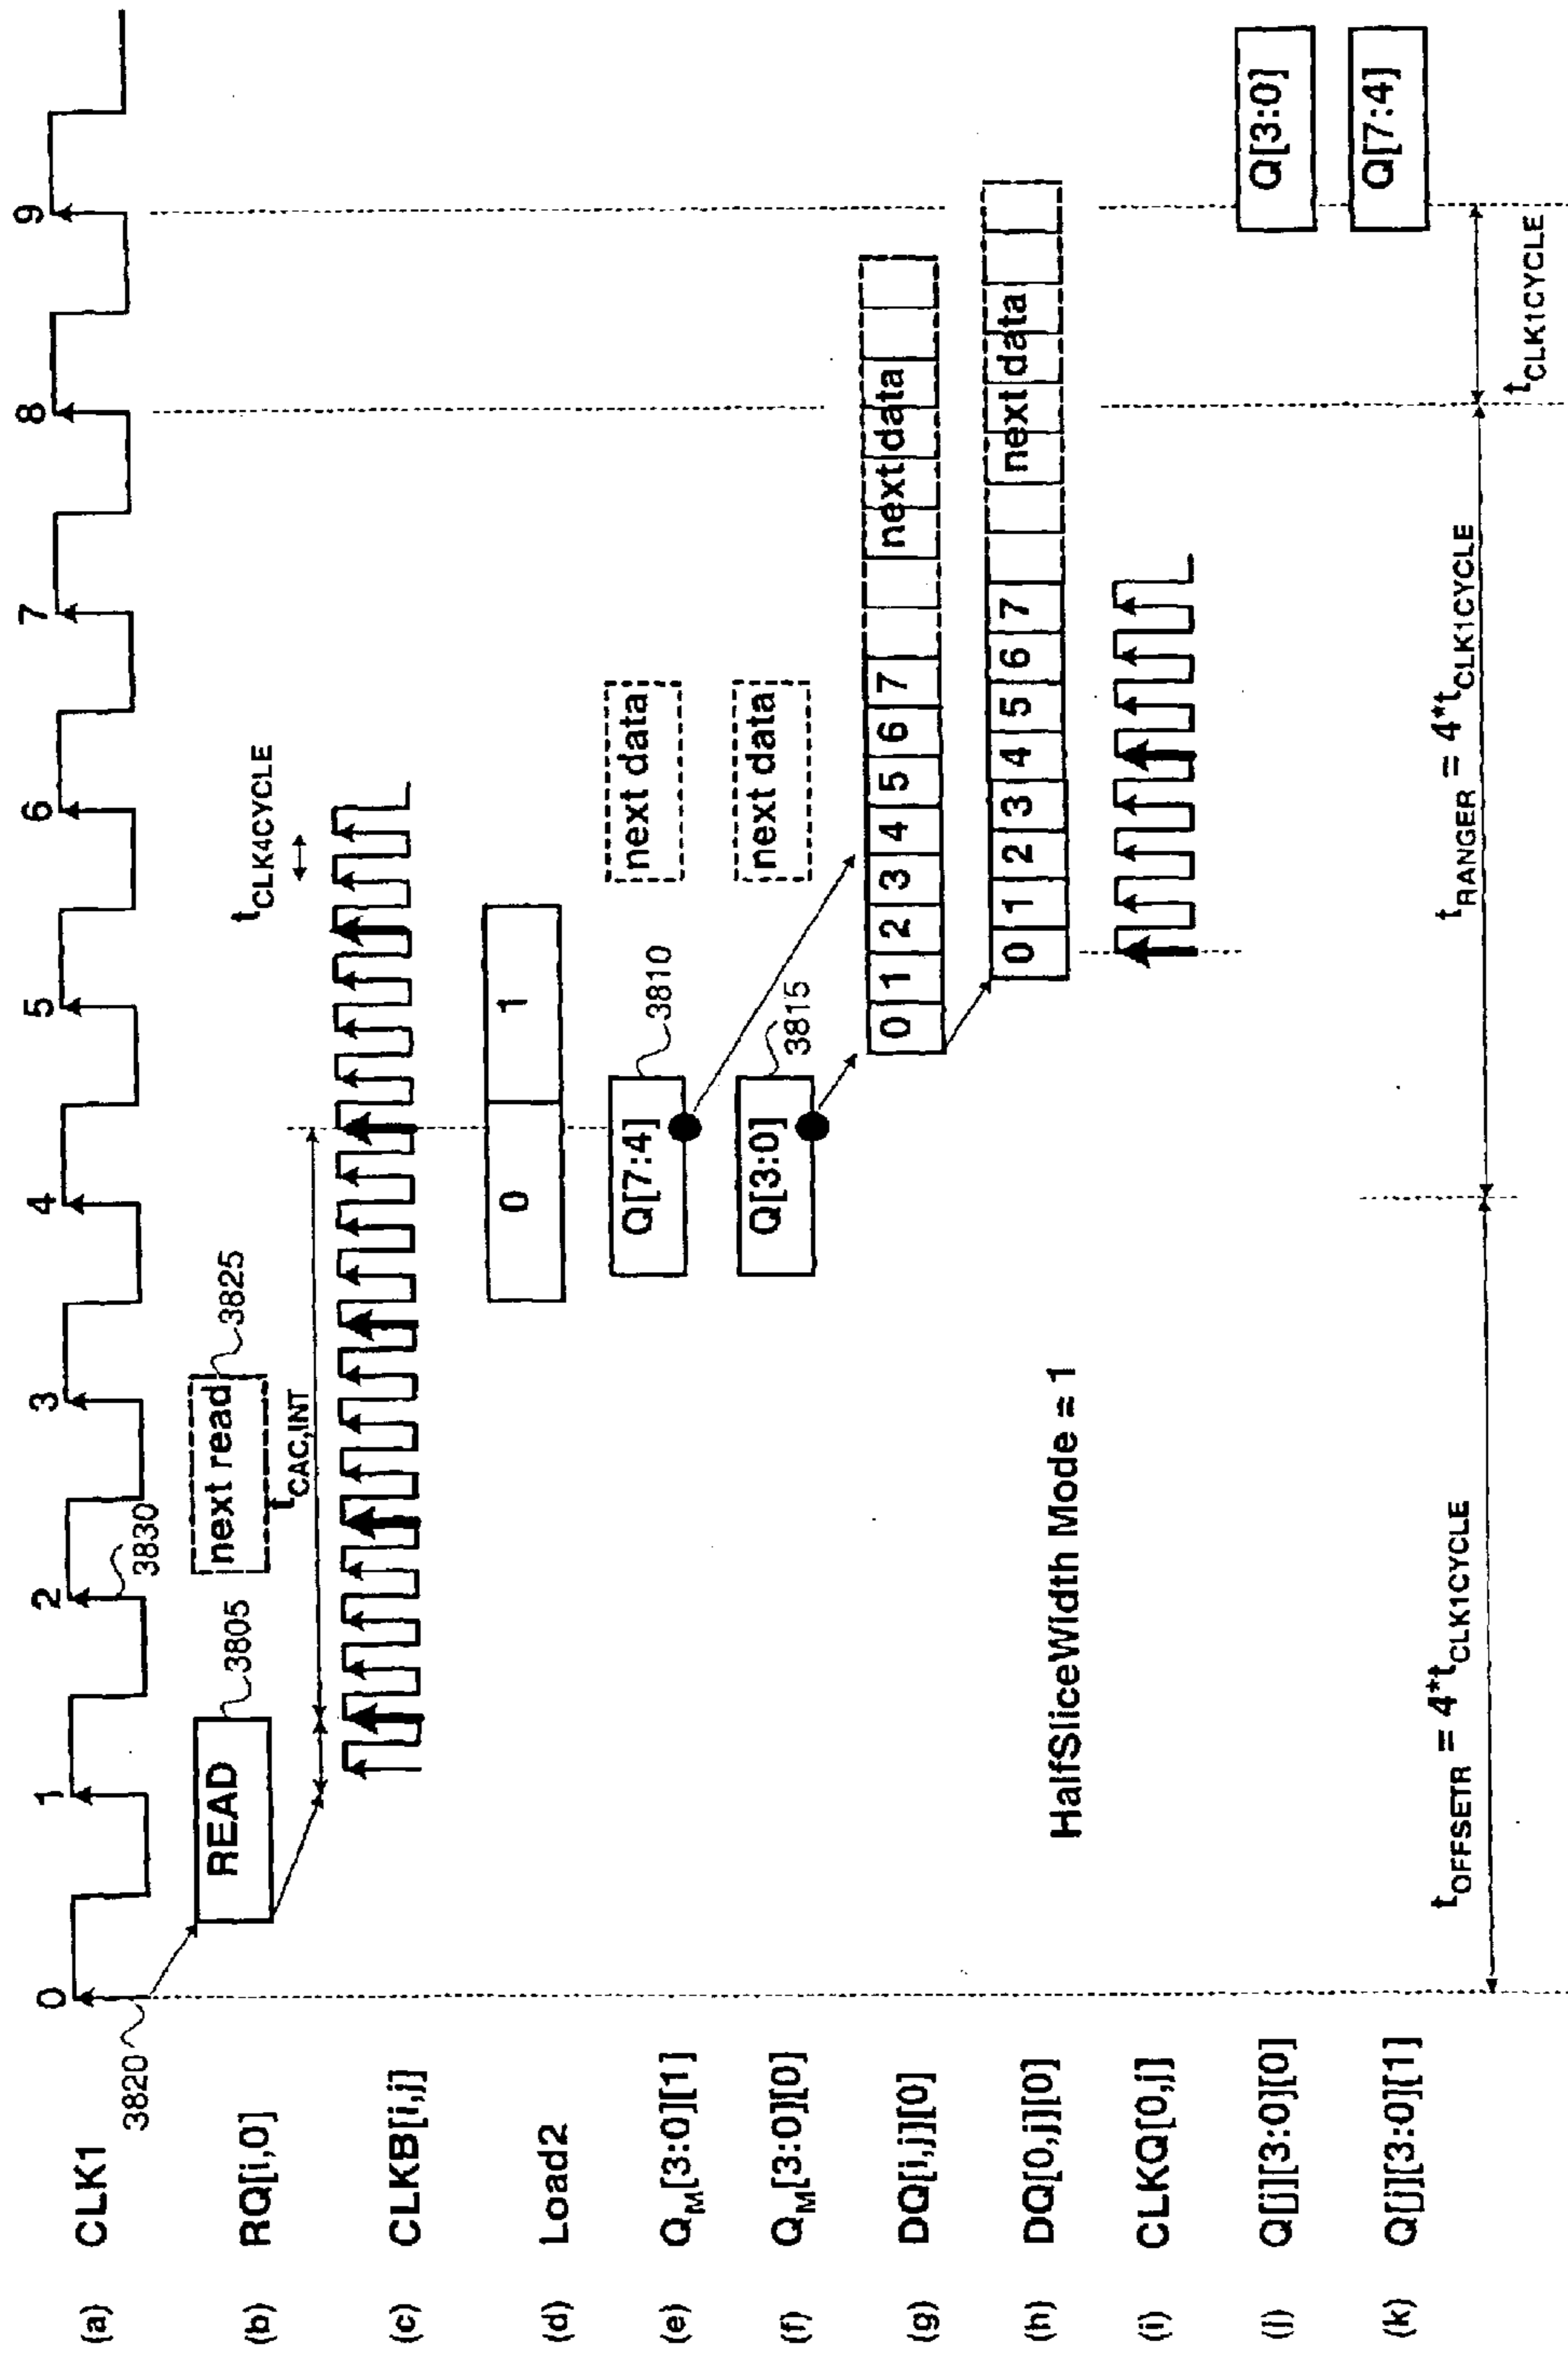 0 1 2 3 4 5 6 7 8 9
(a) CLK1
3820
3830
(b) RQ[i,0]
READ
3805
next read
3825
tCAC,INT
tCLK4CYCLE
(c) CLKB[i,j]
(d) Load2
0 1
(e) QM[3:0][1]
Q[7:4]
3810
next data
(f) QM[3:0][0]
Q[3:0]
3815
next data
(g) DQ[i,j][0]
0 1 2 3 4 5 6 7
next data
(h) DQ[0,j][0]
0 1 2 3 4 5 6 7
next data
HalfSliceWidth Mode = 1
(i) CLKQ[0,j]
(j) Q[j][3:0][0]
Q[3:0]
(k) Q[j][3:0][1]
Q[7:4]
tOFFSETR = 4*tCLK1CYCLE
tRANGER = 4*tCLK1CYCLE
tCLK1CYCLE